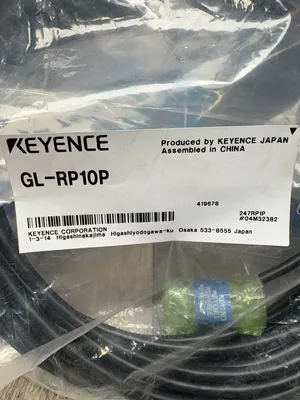 KEYENCE
Produced by KEYENCE JAPAN
Assembled in CHINA
GL-RP10P
419678
KEYENCE CORPORATION
1-3-14 Higashinakajima Higashiyodogawa-ku Osaka 533-8555 Japan
247RP1P
#04M32382